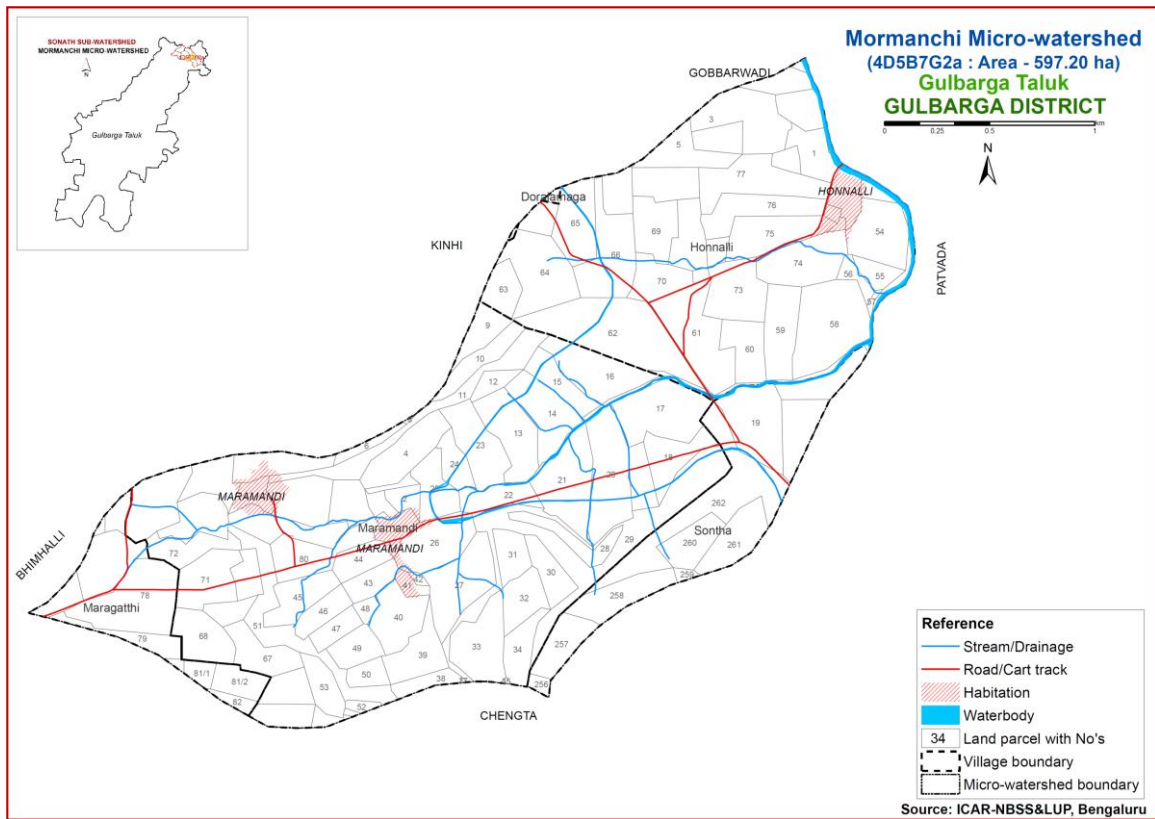 SONATH SUB-WATERSHED
MORMANCHI MICRO-WATERSHED
N
Gulbarga Taluk
Mormanchi Micro-watershed
(4D5B7G2a : Area - 597.20 ha)
Gulbarga Taluk
GULBARGA DISTRICT
km
0 0.25 0.5 1
N
GOBBARWADI
3
5
1
77
HONNALLI
Dorajamaga
76
65
69
54
KINHI
Honnalli
75
PATVADA
66
74
64
70
56
55
63
73
57
9
62
61
59
58
60
10
16
12
15
11
17
14
19
13
6
23
4
24
18
20
21
22
MARAMANDI
262
Maramandi
Sontha
MARAMANDI
26
29
28
260
261
BHIMHALLI
72
31
80
44
30
259
71
43
42
41
27
78
45
32
258
Maragatthi
46
48
40
51
47
79
68
49
33
34
257
39
67
50
81/1
81/2
53
38
256
82
52
CHENGTA
Reference
Stream/Drainage
Road/Cart track
Habitation
Waterbody
34 Land parcel with No's
Village boundary
Micro-watershed boundary
Source: ICAR-NBSS&LUP, Bengaluru